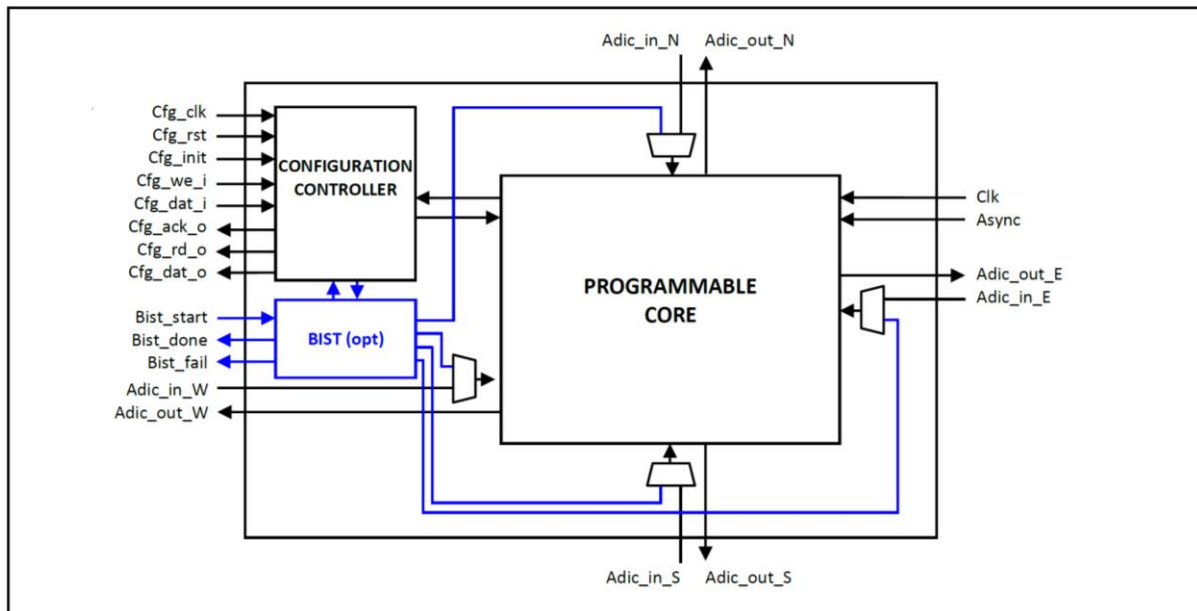 Adic_in_N Adic_out_N
Cfg_clk
Cfg_rst
Cfg_init
Cfg_we_i
Cfg_dat_i
Cfg_ack_o
Cfg_rd_o
Cfg_dat_o
CONFIGURATION
CONTROLLER
Bist_start
Bist_done
Bist_fail
BIST (opt)
Adic_in_W
Adic_out_W
PROGRAMMABLE
CORE
Clk
Async
Adic_out_E
Adic_in_E
Adic_in_S Adic_out_S